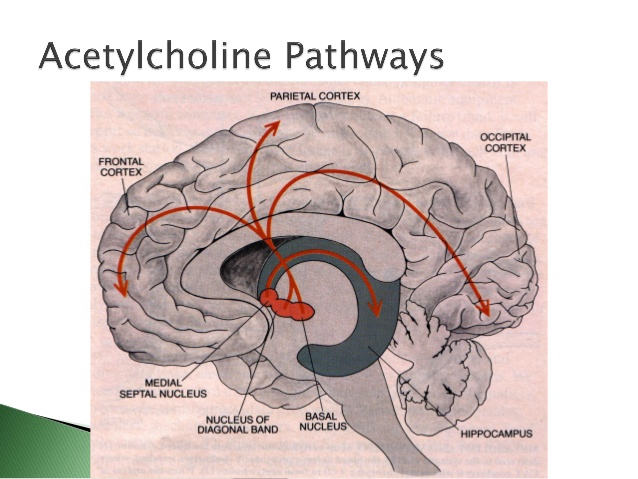 Acetylcholine Pathways
PARIETAL CORTEX
OCCIPITAL
CORTEX
FRONTAL
CORTEX
MEDIAL
SEPTAL NUCLEUS
NUCLEUS OF
DIAGONAL BAND
BASAL
NUCLEUS
HIPPOCAMPUS